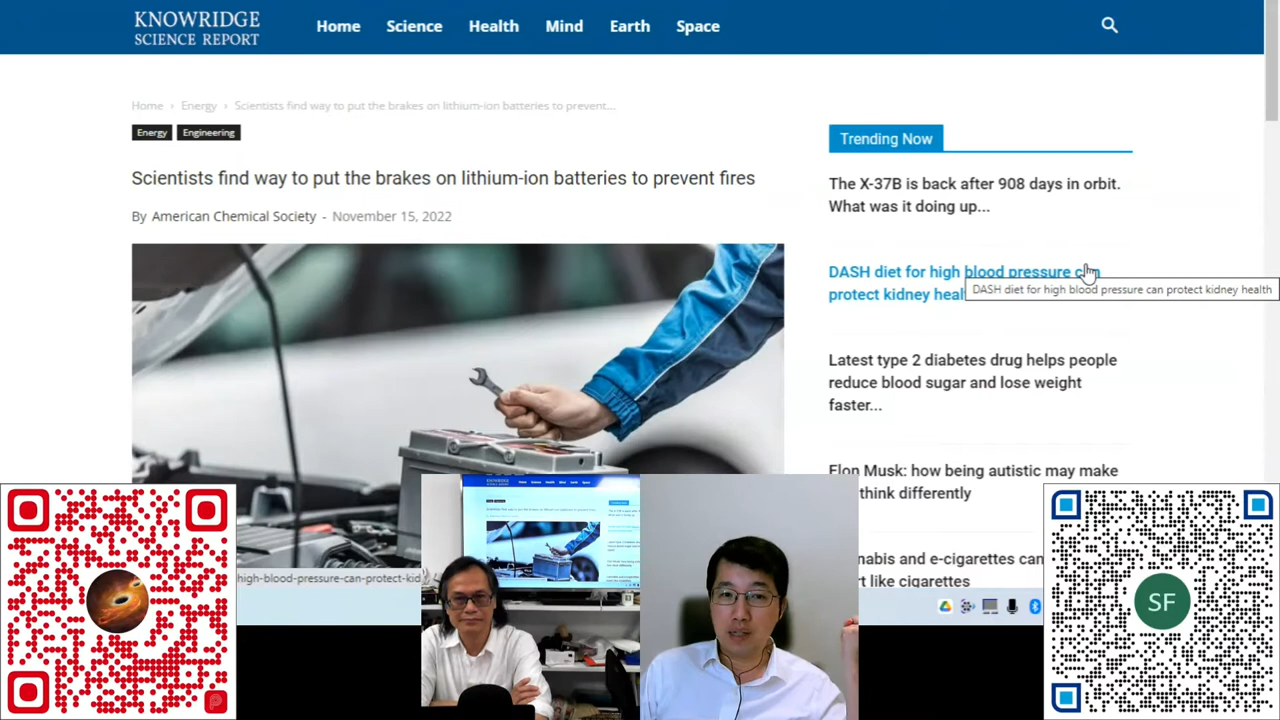 KNOWRIDGE
SCIENCE REPORT
Home
Science
Health
Mind
Earth
Space
Home › Energy › Scientists find way to put the brakes on lithium-ion batteries to prevent...
Energy
Engineering
Scientists find way to put the brakes on lithium-ion batteries to prevent fires
By American Chemical Society - November 15, 2022
Trending Now
The X-37B is back after 908 days in orbit.
What was it doing up...
DASH diet for high blood pressure can
protect kidney heal
DASH diet for high blood pressure can protect kidney health
Latest type 2 diabetes drug helps people
reduce blood sugar and lose weight
faster...
Elon Musk: how being autistic may make
think differently
and e-cigarettes can
like cigarettes
high-blood-pressure-can-protect-kid
SF